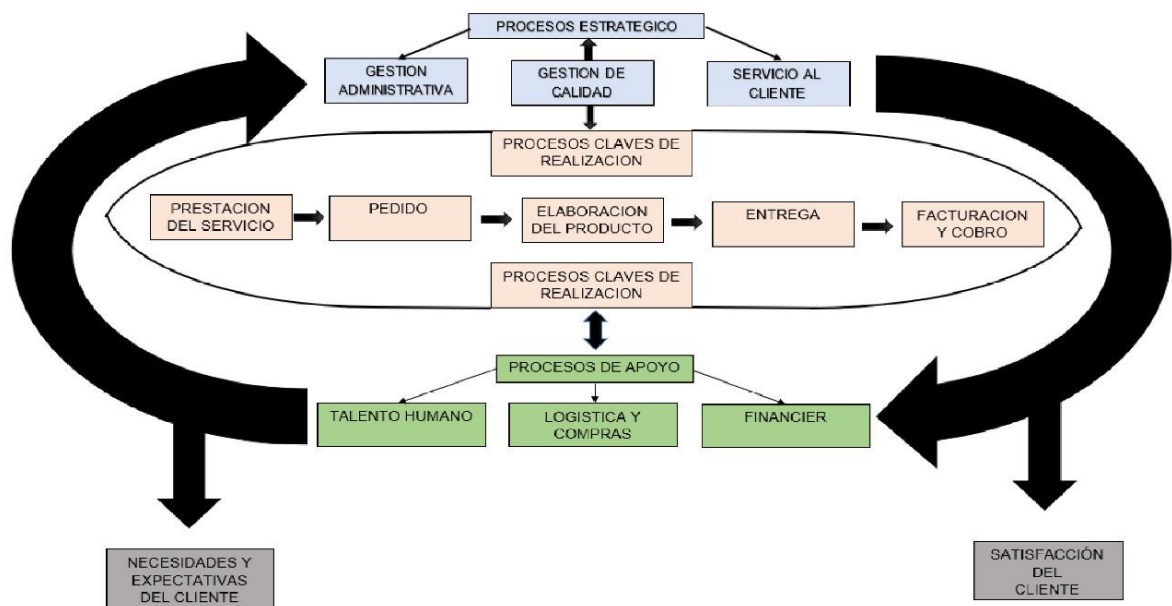 PROCESOS ESTRATEGICO
GESTION
ADMINISTRATIVA
GESTION DE
CALIDAD
SERVICIO AL
CLIENTE
PROCESOS CLAVES DE
REALIZACION
PRESTACION
DEL SERVICIO
PEDIDO
ELABORACION
DEL PRODUCTO
ENTREGA
FACTURACION
Y COBRO
PROCESOS CLAVES DE
REALIZACION
PROCESOS DE APOYO
TALENTO HUMANO
LOGISTICA Y
COMPRAS
FINANCIER
NECESIDADES Y
EXPECTATIVAS
DEL CLIENTE
SATISFACCIÓN
DEL
CLIENTE